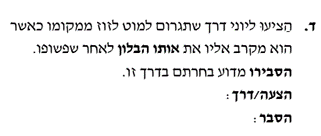 ד. הַציעוּ ליוני דרך שתגרום למוט לזוז ממקומו כאשר
הוא מקרב אליו את אותו הבלון לאחר שפשופו.
הסבירו מדוע בחרתם בדרך זו.
הצעה/דרך:
הסבר: